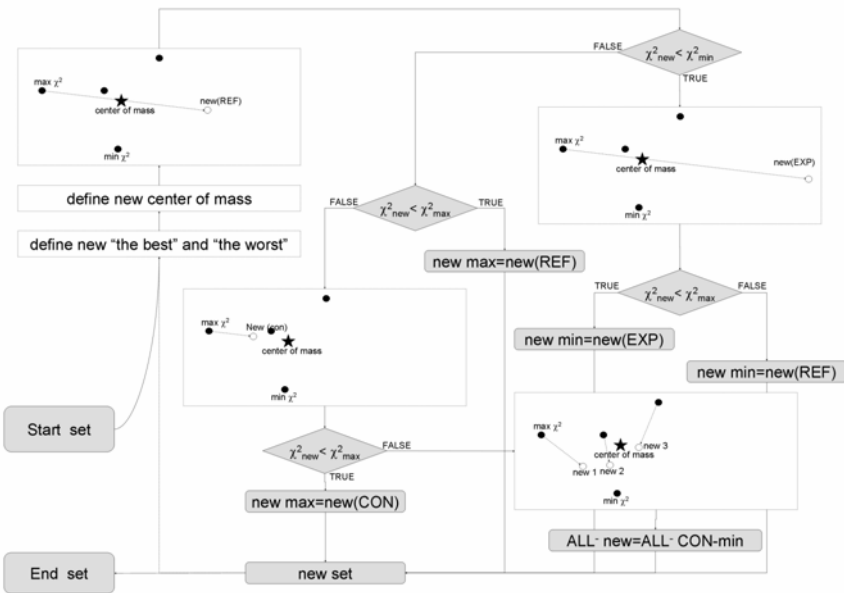 χ²new < χ²min
FALSE
TRUE
max χ²
center of mass
new(REF)
min χ²
define new center of mass
define new “the best” and “the worst”
max χ²
center of mass
new(EXP)
min χ²
χ²new < χ²max
FALSE
TRUE
new max=new(REF)
χ²new < χ²max
TRUE
FALSE
new min=new(EXP)
new min=new(REF)
max χ²
New (con)
center of mass
min χ²
Start set
χ²new < χ²max
FALSE
TRUE
new max=new(CON)
max χ²
center of mass
new 1
new 2
new 3
min χ²
ALL- new=ALL- CON-min
End set
new set